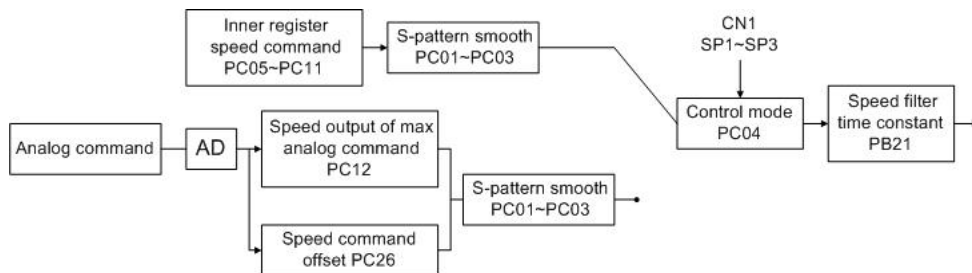 Inner register
speed command
PC05~PC11
S-pattern smooth
PC01~PC03
CN1
SP1~SP3
Control mode
PC04
Speed filter
time constant
PB21
Analog command
AD
Speed output of max
analog command
PC12
S-pattern smooth
PC01~PC03
Speed command
offset PC26